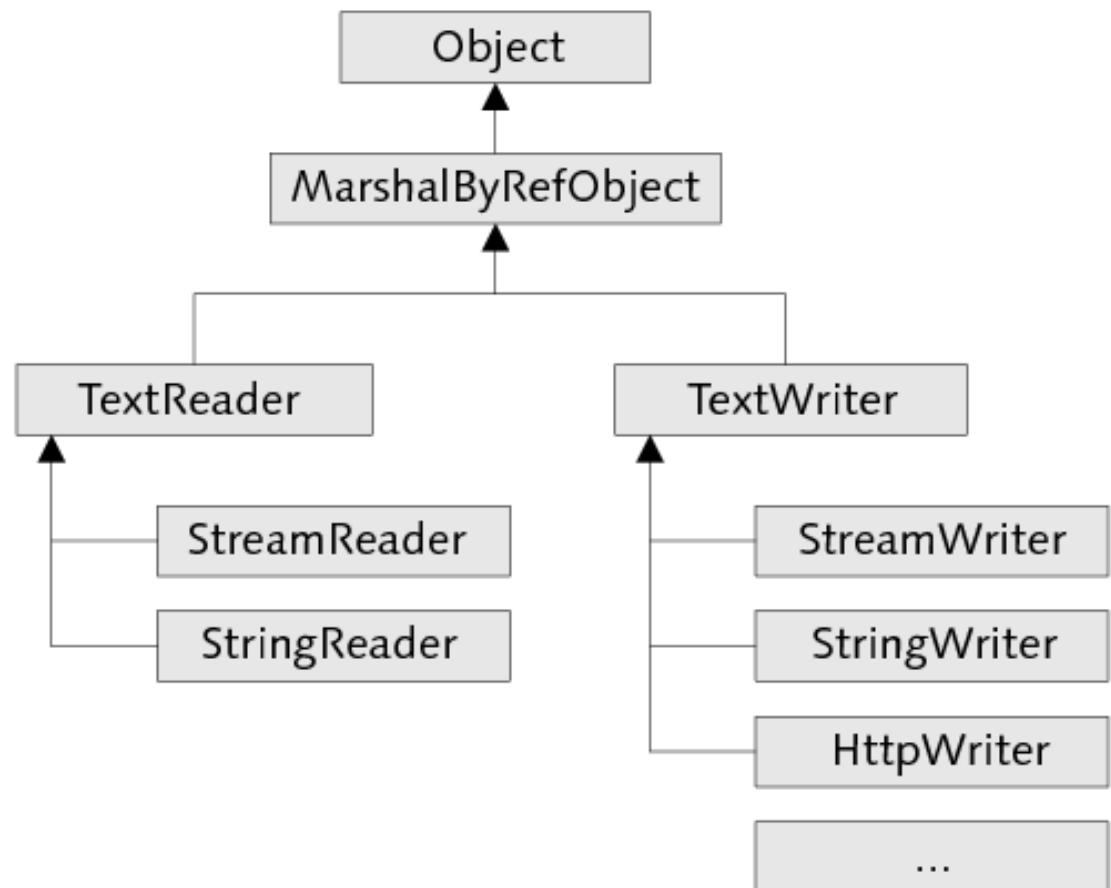 Object
MarshalByRefObject
TextReader
TextWriter
StreamReader
StreamWriter
StringReader
StringWriter
HttpWriter
...